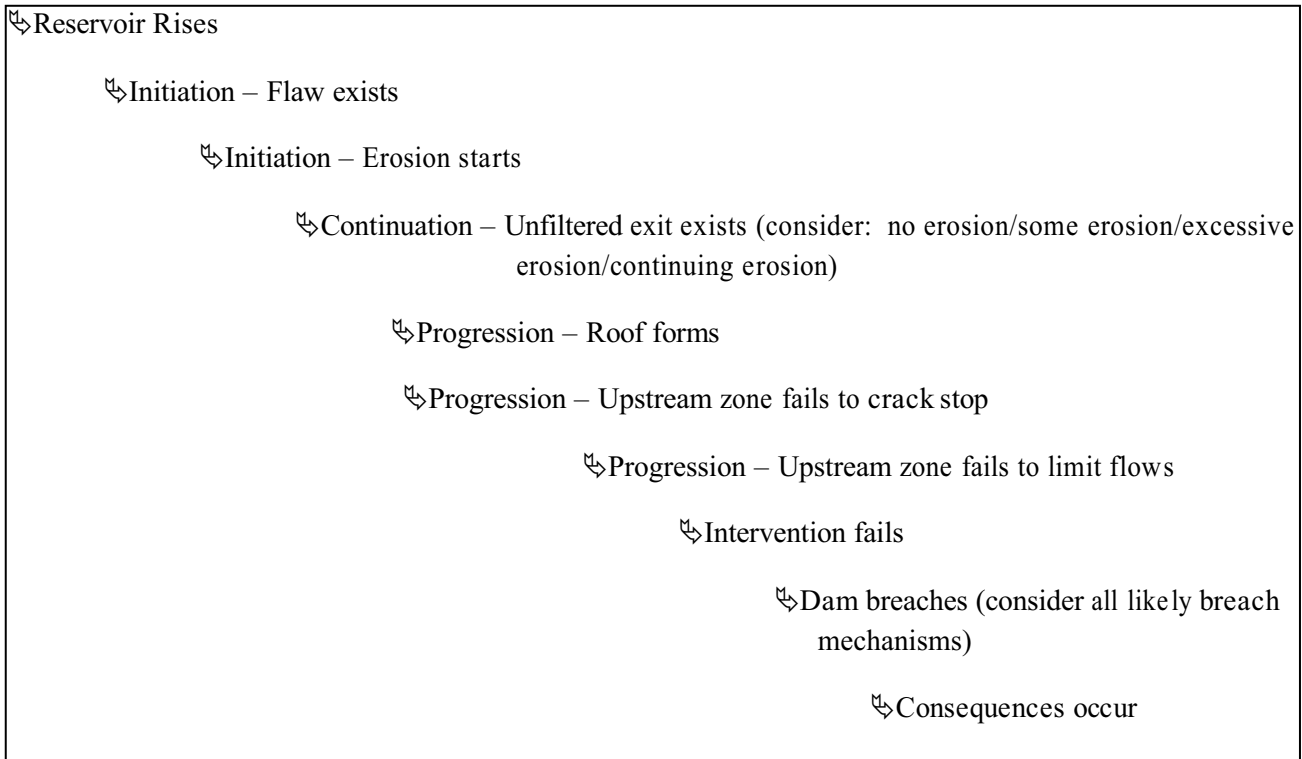 ↳Reservoir Rises
↳Initiation – Flaw exists
↳Initiation – Erosion starts
↳Continuation – Unfiltered exit exists (consider: no erosion/some erosion/excessive
erosion/continuing erosion)
↳Progression – Roof forms
↳Progression – Upstream zone fails to crack stop
↳Progression – Upstream zone fails to limit flows
↳Intervention fails
↳Dam breaches (consider all likely breach
mechanisms)
↳Consequences occur